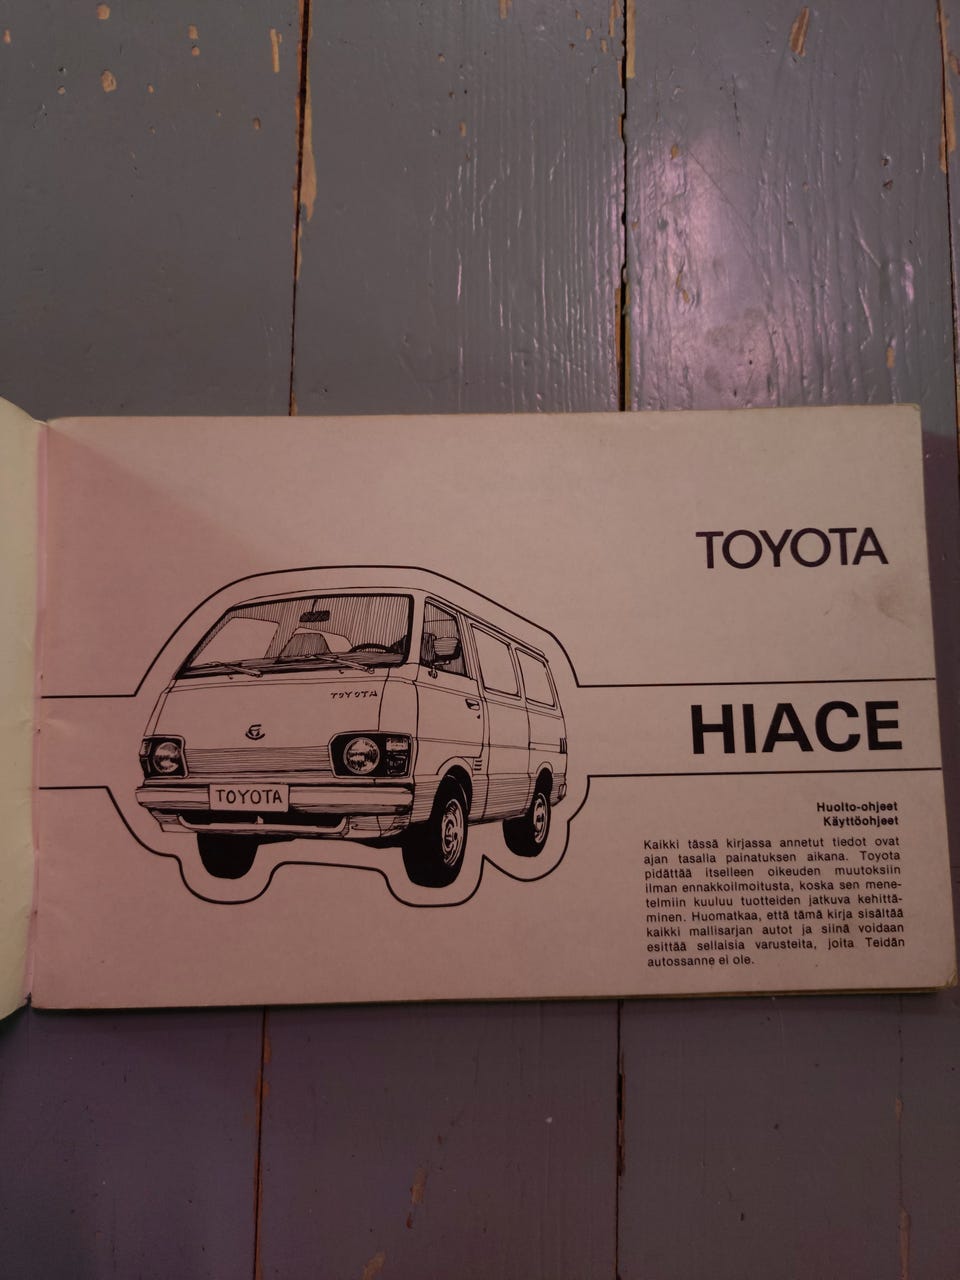 TOYOTA
TOYOTA
HIACE
TOYOTA
Huolto-ohjeet
Käyttöohjeet
Kaikki tässä kirjassa annetut tiedot ovat
ajan tasalla painatuksen aikana. Toyota
pidättää itselleen oikeuden muutoksiin
ilman ennakkoilmoitusta, koska sen mene-
telmiin kuuluu tuotteiden jatkuva kehittä-
minen. Huomatkaa, että tämä kirja sisältää
kaikki mallisarjan autot ja siinä voidaan
esittää sellaisia varusteita, joita Teidän
autossanne ei ole.